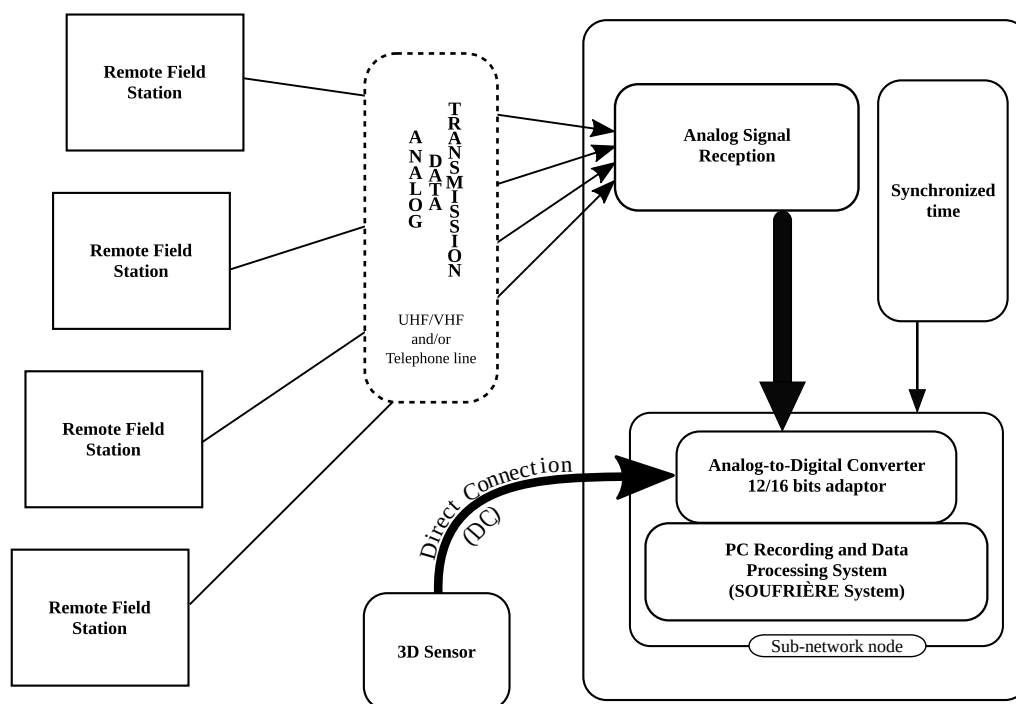 Remote Field
Station
Remote Field
Station
Remote Field
Station
Remote Field
Station
ANALOG
DATA
TRANSMISSION
UHF/VHF
and/or
Telephone line
Analog Signal
Reception
Synchronized
time
Direct Connection
(DC)
3D Sensor
Analog-to-Digital Converter
12/16 bits adaptor
PC Recording and Data
Processing System
(SOUFRIÈRE System)
Sub-network node